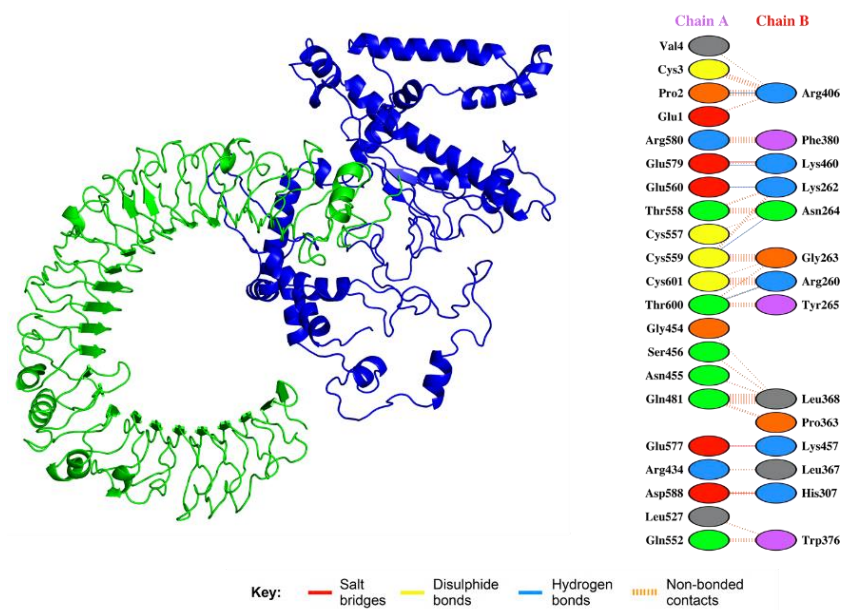 Chain A Chain B
Val4
Cys3
Pro2 Arg406
Glu1
Arg580 Phe380
Glu579 Lys460
Glu560 Lys262
Thr558 Asn264
Cys557
Cys559 Gly263
Cys601 Arg260
Thr600 Tyr265
Gly454
Ser456
Asn455
Gln481 Leu368
Pro363
Glu577 Lys457
Arg434 Leu367
Asp588 His307
Leu527
Gln552 Trp376
Key: Salt bridges Disulphide bonds Hydrogen bonds Non-bonded contacts